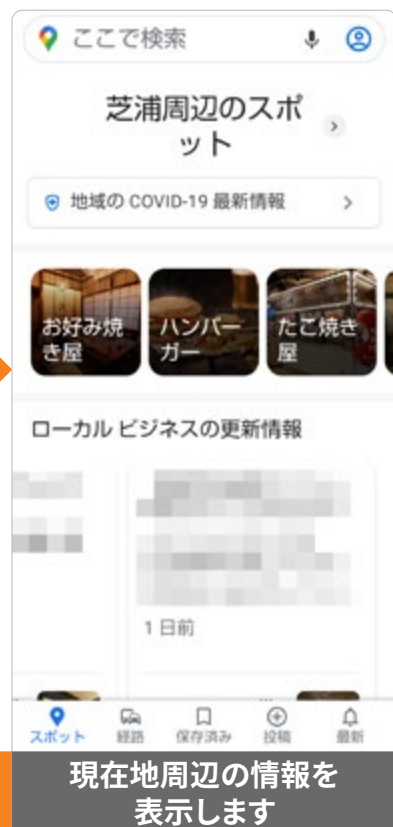 ここで検索
芝浦周辺のスポ
ット
地域の COVID-19 最新情報
お好み焼
き屋
ハンバー
ガー
たこ焼き
屋
ローカル ビジネスの更新情報
1 日前
スポット
経路
保存済み
投稿
最新
現在地周辺の情報を
表示します